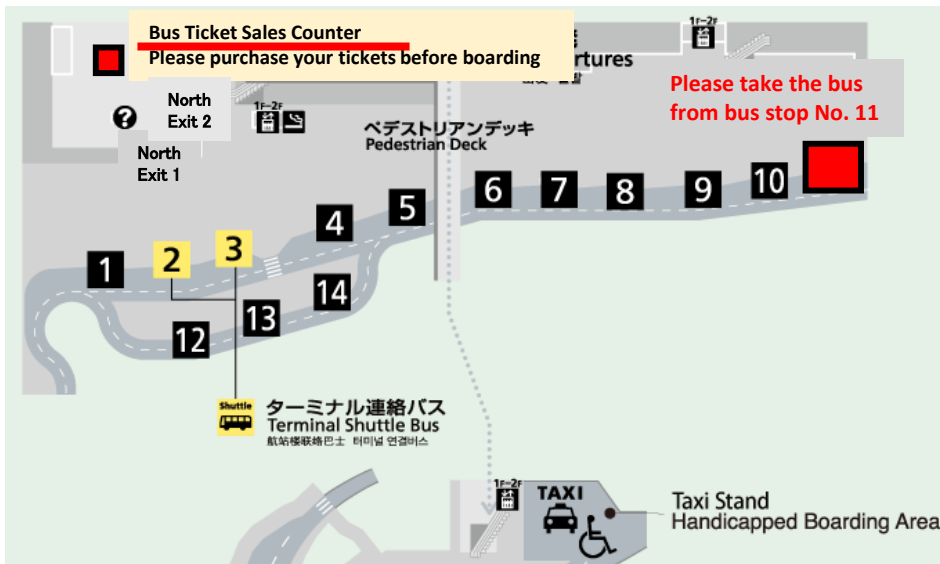 Bus Ticket Sales Counter
Please purchase your tickets before boarding
1F-2F
rtures
Please take the bus
from bus stop No. 11
North
Exit 2
1F-2F
North
Exit 1
ペデストリアンデッキ
Pedestrian Deck
1
2
3
4
5
6
7
8
9
10
12
13
14
Shuttle
ターミナル連絡バス
Terminal Shuttle Bus
航站楼联络巴士 터미널 연결버스
1F-2F
TAXI
Taxi Stand
Handicapped Boarding Area